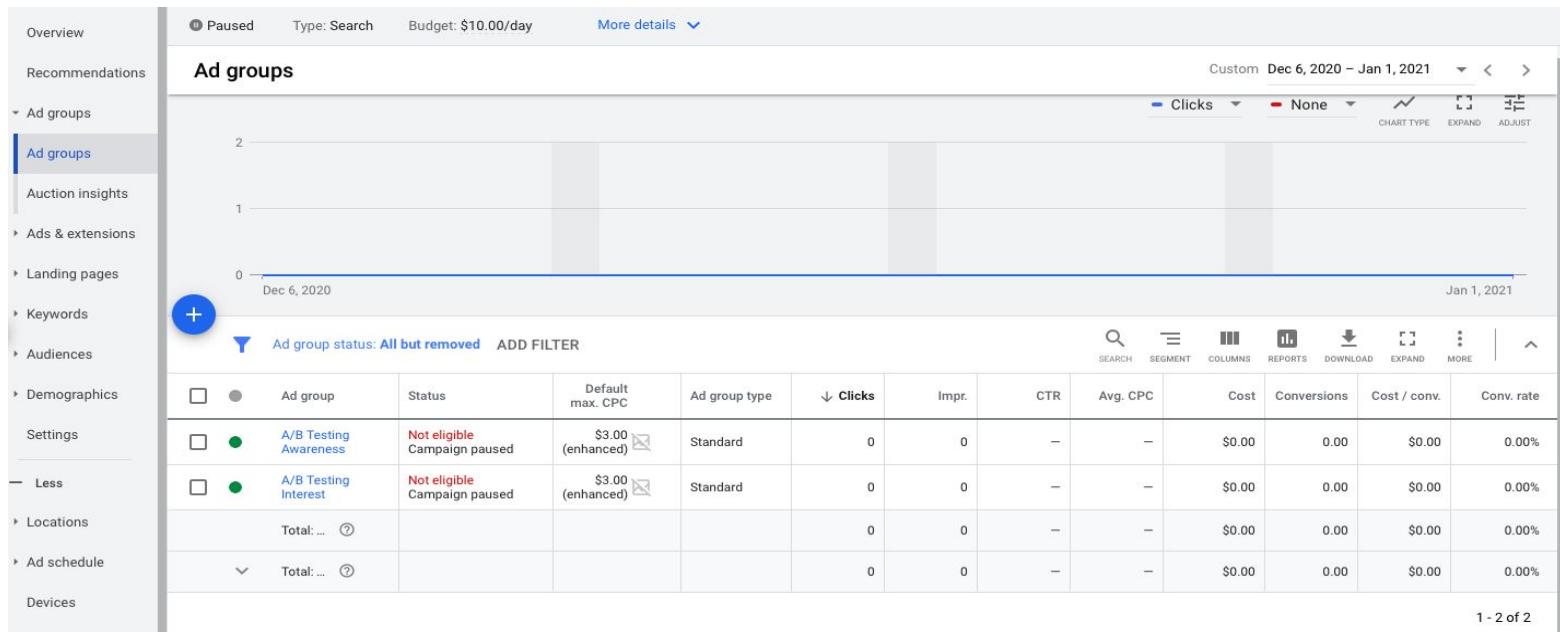 Overview
Recommendations
Ad groups
Ad groups
Auction insights
Ads & extensions
Landing pages
Keywords
Audiences
Demographics
Settings
Less
Locations
Ad schedule
Devices
Paused Type: Search Budget: $10.00/day More details
Ad groups
Custom Dec 6, 2020 – Jan 1, 2021
Clicks None
CHART TYPE EXPAND ADJUST
2
1
0
Dec 6, 2020 Jan 1, 2021
Ad group status: All but removed ADD FILTER
SEARCH SEGMENT COLUMNS REPORTS DOWNLOAD EXPAND MORE
Ad group Status Default max. CPC Ad group type Clicks Impr. CTR Avg. CPC Cost Conversions Cost / conv. Conv. rate
A/B Testing Not eligible $3.00
Awareness Campaign paused (enhanced) Standard 0 0 – – $0.00 0.00 $0.00 0.00%
A/B Testing Not eligible $3.00
Interest Campaign paused (enhanced) Standard 0 0 – – $0.00 0.00 $0.00 0.00%
Total: ... 0 0 – – $0.00 0.00 $0.00 0.00%
Total: ... 0 0 – – $0.00 0.00 $0.00 0.00%
1 - 2 of 2